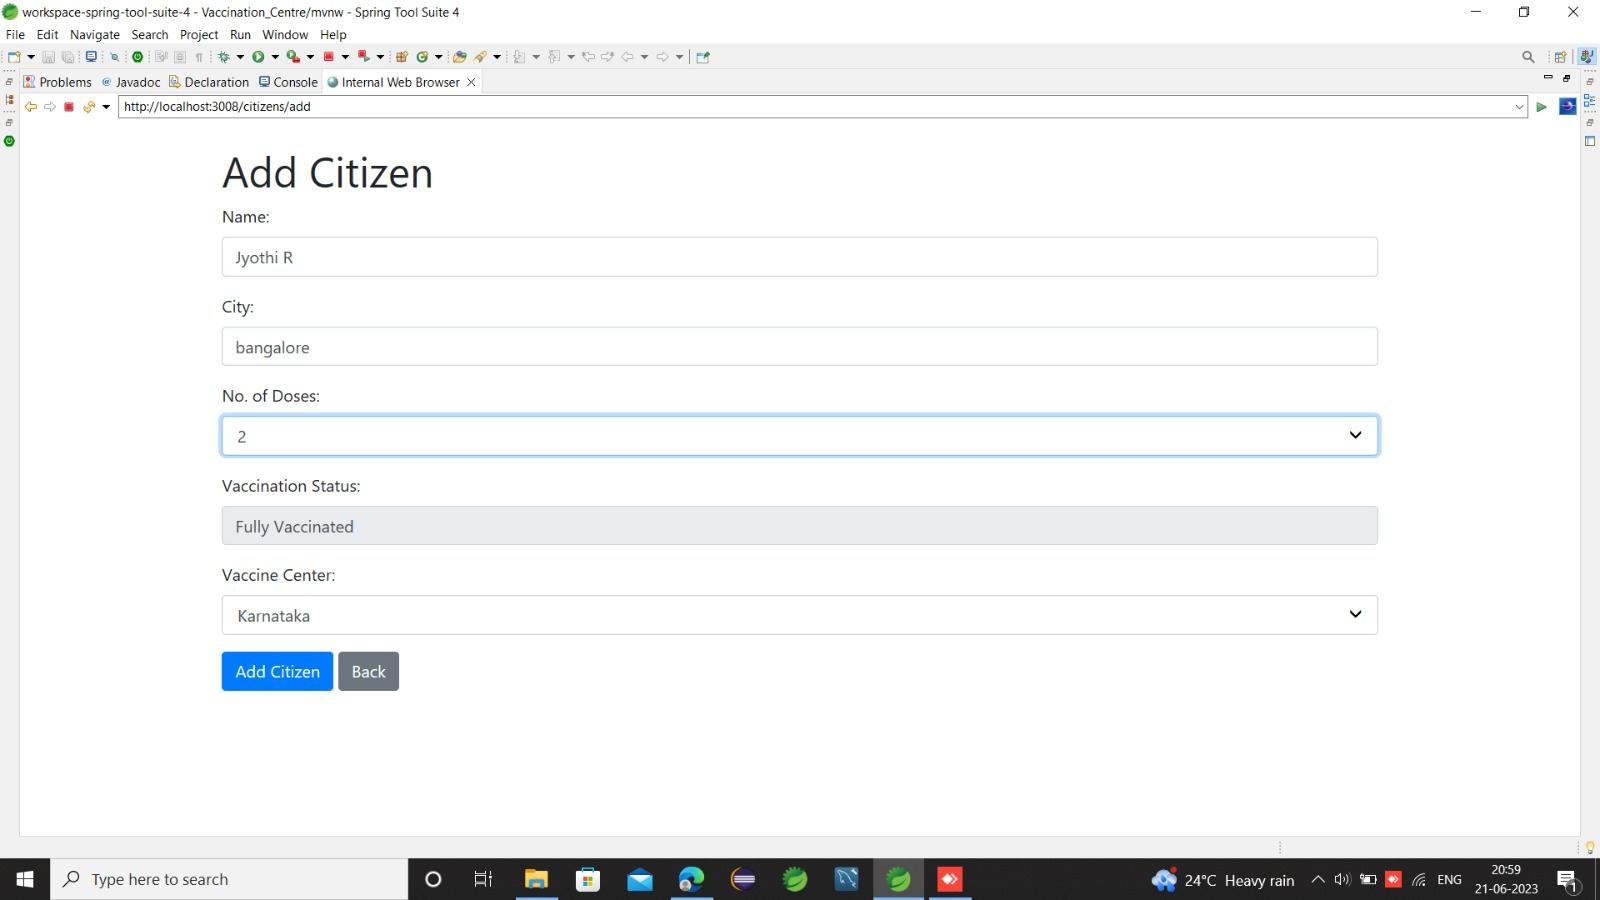 workspace-spring-tool-suite-4 - Vaccination_Centre/mvnw - Spring Tool Suite 4
File Edit Navigate Search Project Run Window Help
Problems @ Javadoc Declaration Console Internal Web Browser
http://localhost:3008/citizens/add
Add Citizen
Name:
Jyothi R
City:
bangalore
No. of Doses:
2
Vaccination Status:
Fully Vaccinated
Vaccine Center:
Karnataka
Add Citizen Back
Type here to search
24°C Heavy rain
ENG
20:59
21-06-2023
1